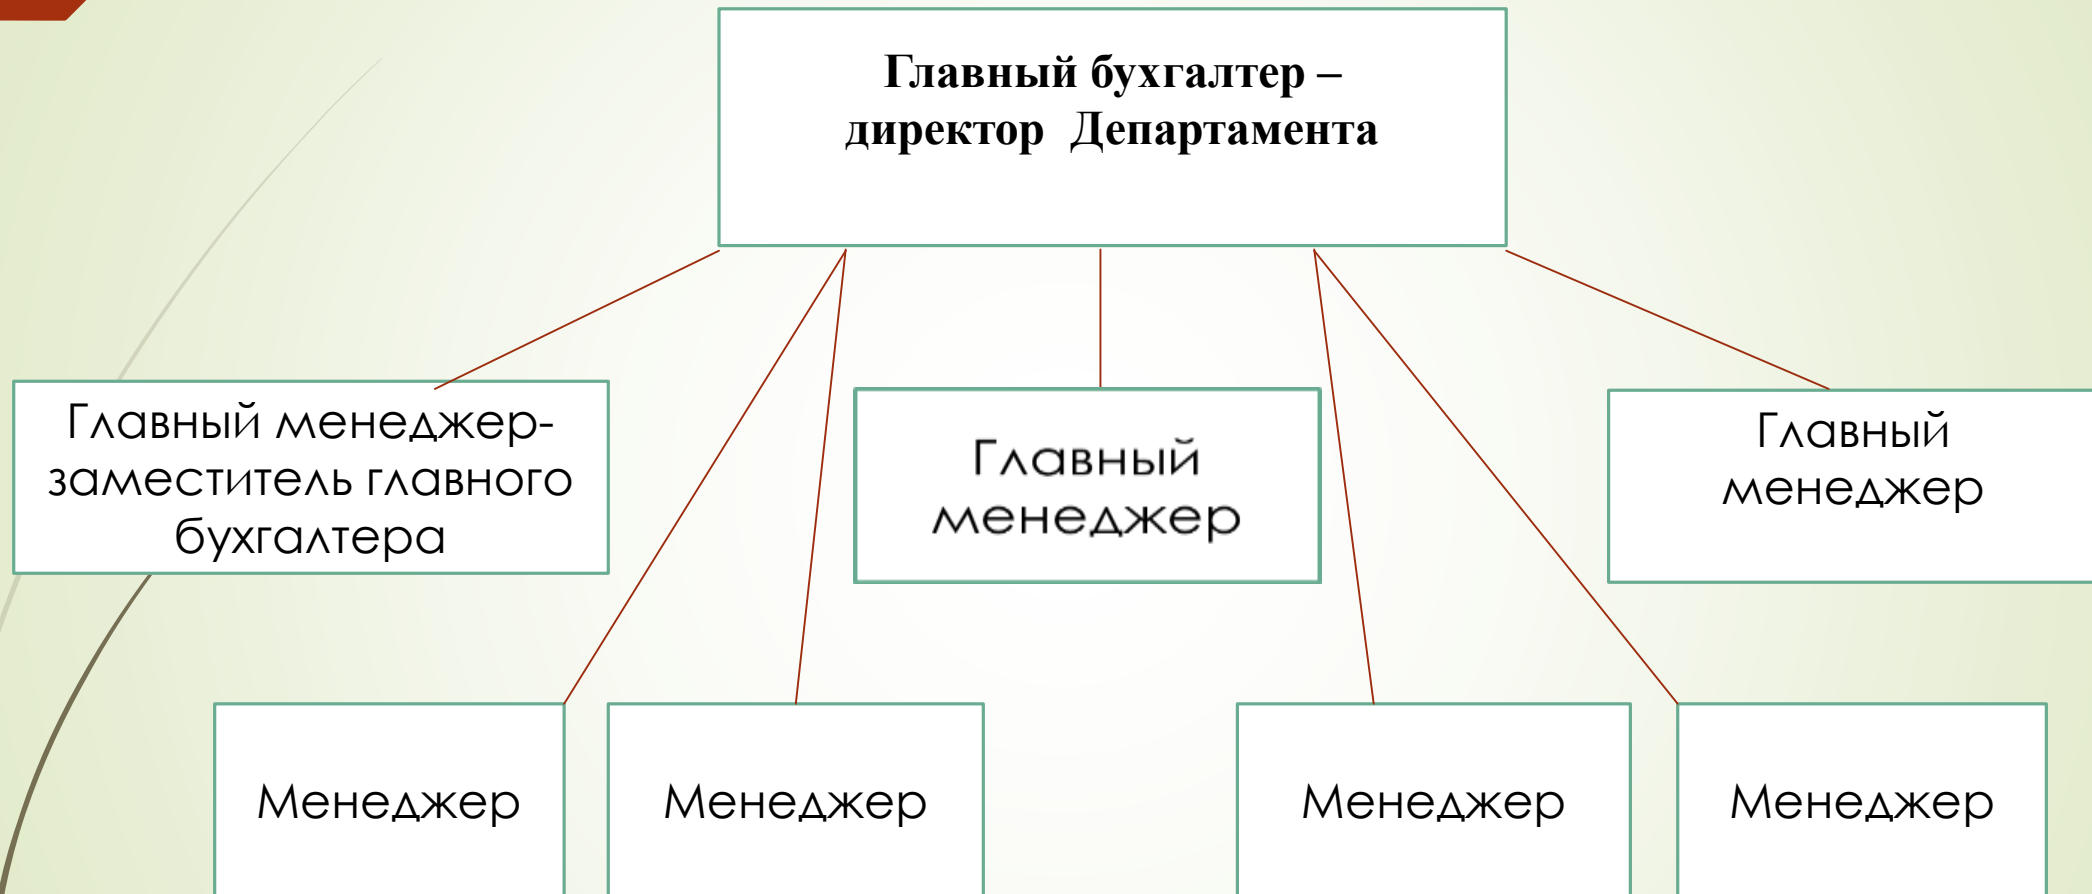 Главный бухгалтер –
директор Департамента
Главный менеджер-
заместитель главного
бухгалтера
Главный
менеджер
Главный
менеджер
Менеджер
Менеджер
Менеджер
Менеджер